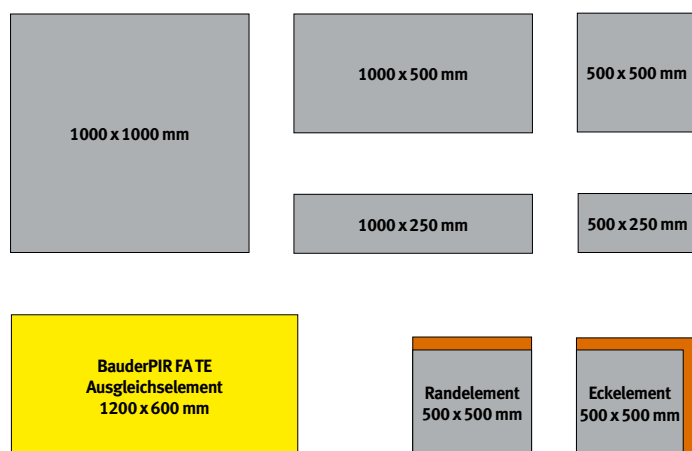 1000 x 1000 mm
1000 x 500 mm
500 x 500 mm
1000 x 250 mm
500 x 250 mm
BauderPIR FA TE
Ausgleichselement
1200 x 600 mm
Randelement
500 x 500 mm
Eckelement
500 x 500 mm